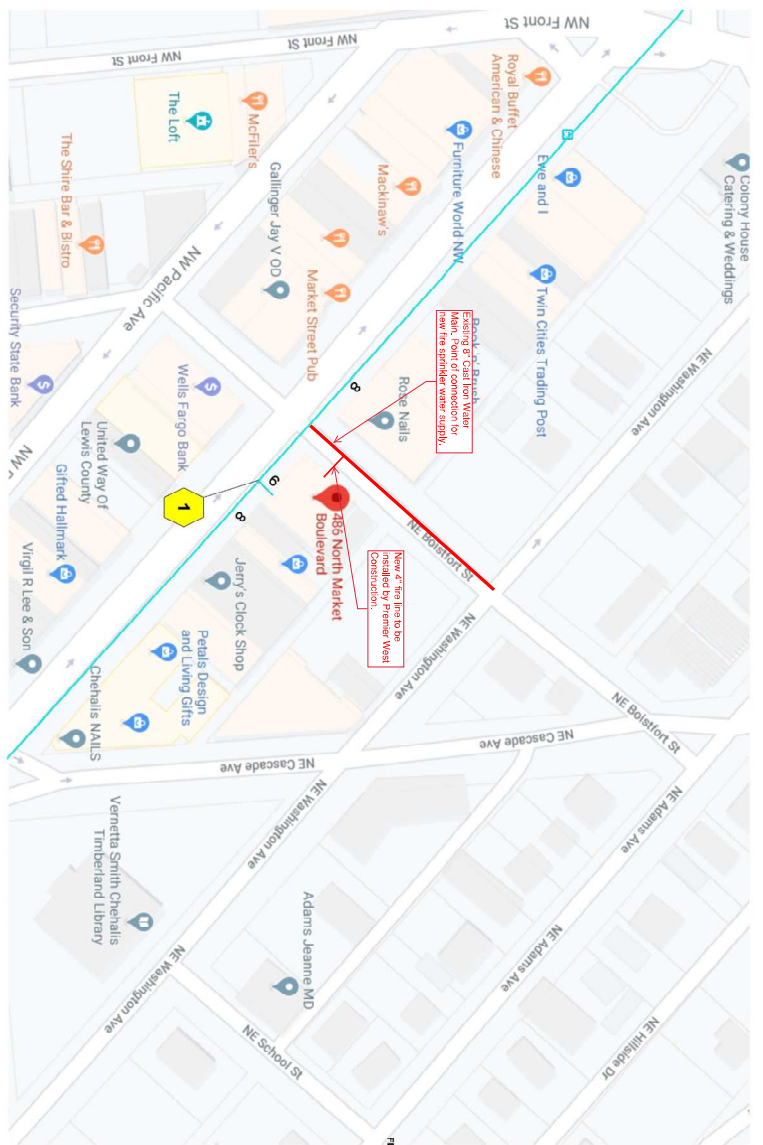 NW Front St
NW Front St
NW Front St
The Loft
McFiler's
The Shire Bar & Bistro
Gallinger Jay V OD
Mackinaw's
Market Street Pub
Royal Buffet
American & Chinese
Furniture World NW
Ewe and I
Twin Cities Trading Post
Colony House
Catering & Weddings
NE Washington Ave
NW Pacific Ave
Security State Bank
Wells Fargo Bank
United Way Of
Lewis County
Gifted Hallmark
Virgil R Lee & Son
Existing 8" Cast Iron Water
Main. Point of connection for
new fire sprinkler water supply.
Rose Nails
8
6
8
1
486 North Market
Boulevard
New 4" fire line to be
installed by Premier West
Construction.
NE Boistfort St
NE Washington Ave
Jerry's Clock Shop
Petals Design
and Living Gifts
Chehalis NAILS
NE Boistfort St
NE Cascade Ave
NE Cascade Ave
NE Adams Ave
NE Washington Ave
Vernetta Smith Chehalis
Timberland Library
Adams Jeanne MD
NE Adams Ave
NE Washington Ave
NE School St
NE Hillside Dr